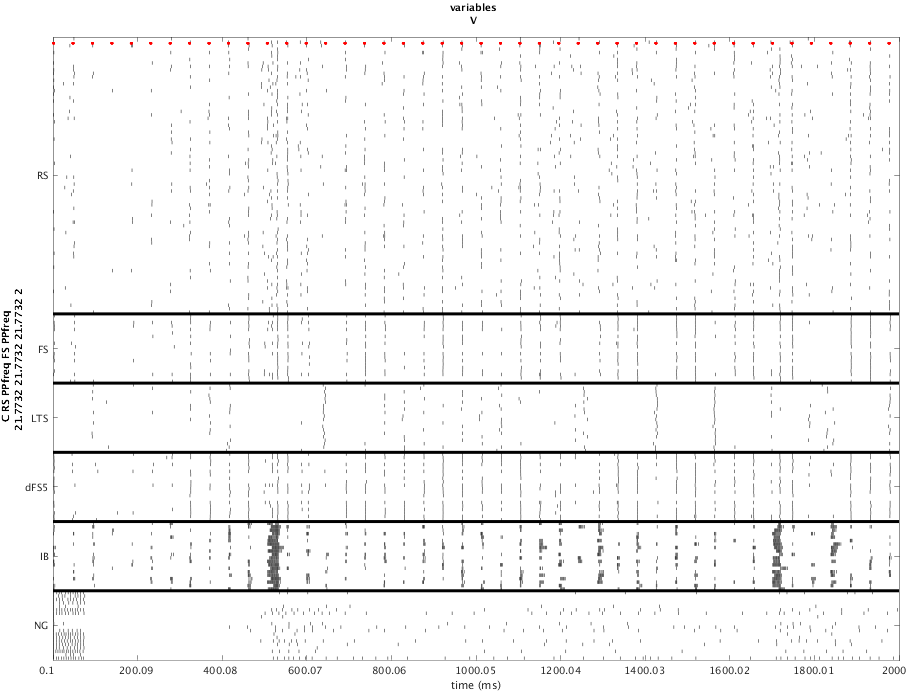 variables
V
RS
FS
LTS
dFS5
IB
NG
C RS PPfreq FS PPfreq
21.7732 21.7732 21.7732 2
0.1 200.09 400.08 600.07 800.06 1000.05 1200.04 1400.03 1600.02 1800.01 2000
time (ms)